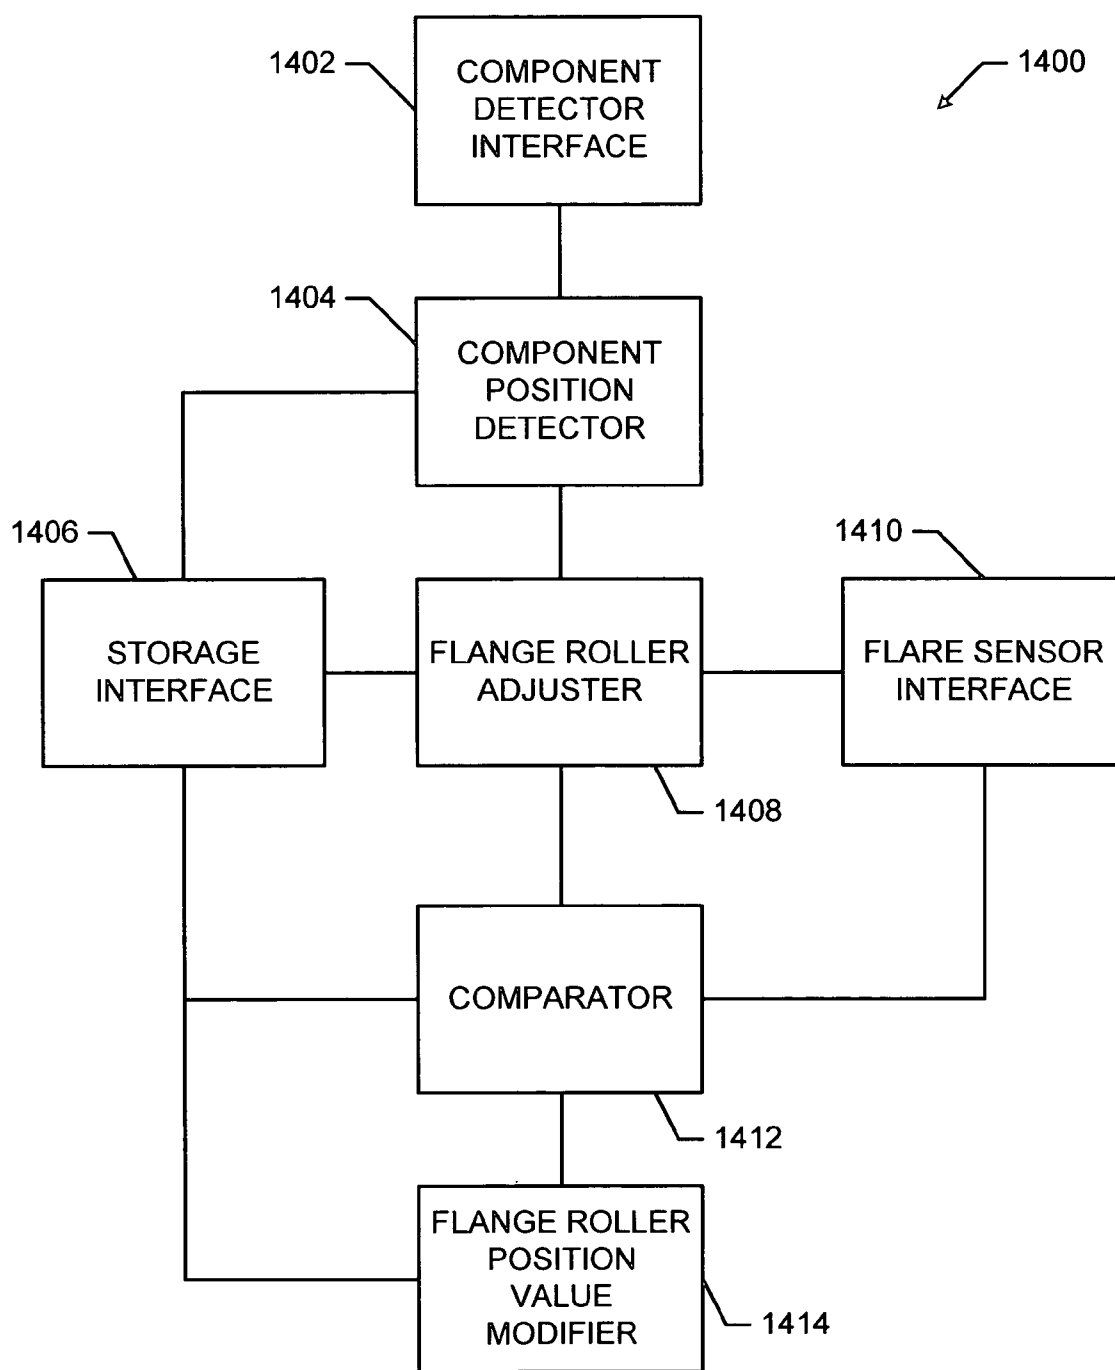 1402
COMPONENT
DETECTOR
INTERFACE
1400
1404
COMPONENT
POSITION
DETECTOR
1406
STORAGE
INTERFACE
FLANGE ROLLER
ADJUSTER
1408
1410
FLARE SENSOR
INTERFACE
COMPARATOR
1412
FLANGE ROLLER
POSITION
VALUE
MODIFIER
1414